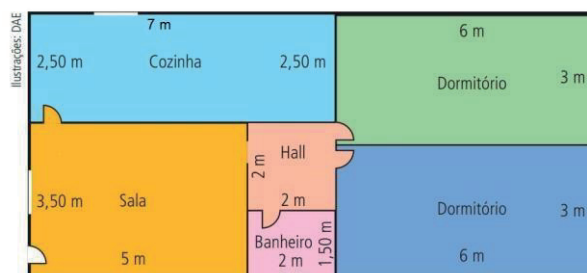 Ilustrações: DAE
7 m
2,50 m
Cozinha
2,50 m
6 m
Dormitório
3 m
Hall
2 m
2 m
3,50 m
Sala
5 m
Banheiro
2 m
1,50 m
Dormitório
3 m
6 m